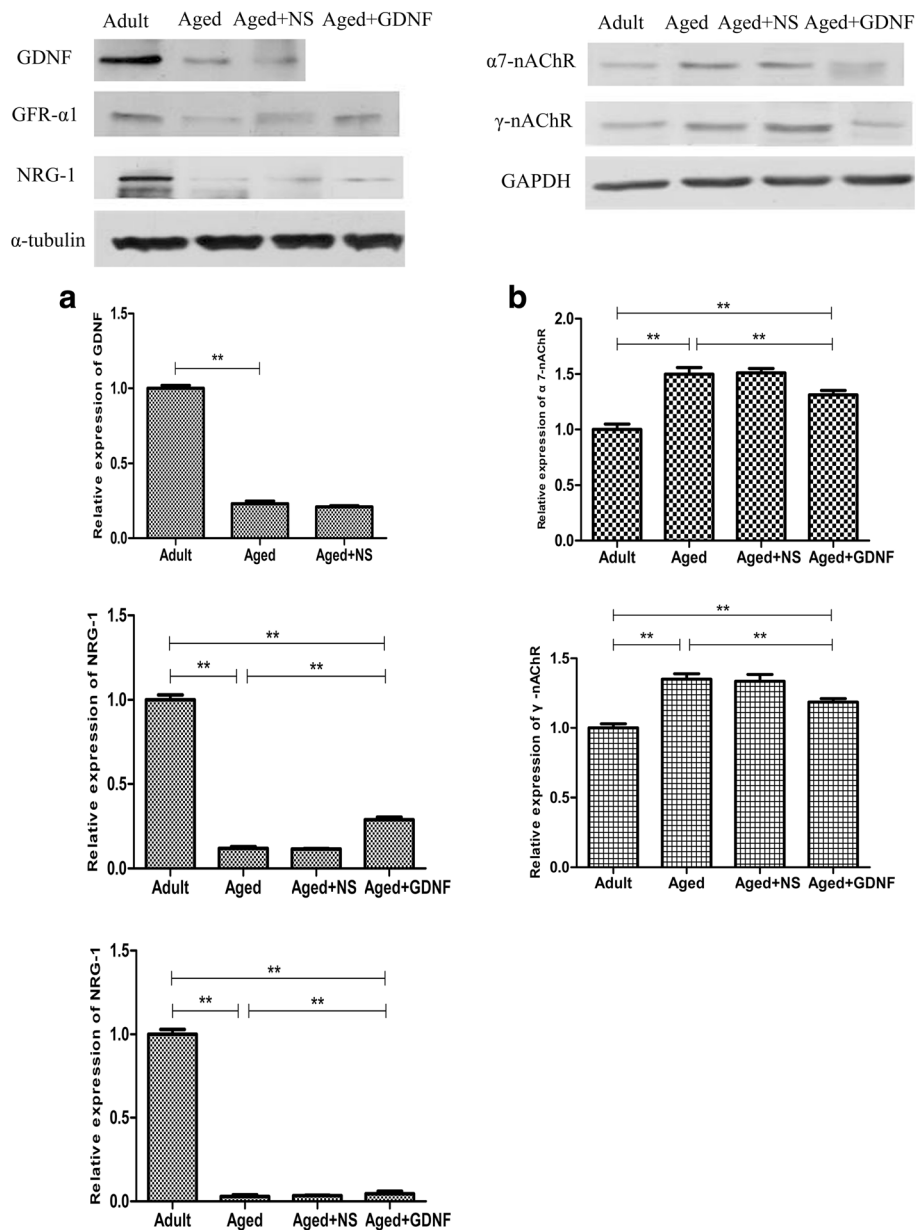 Adult Aged Aged+NS Aged+GDNF
GDNF
GFR-α1
NRG-1
α-tubulin
Adult Aged Aged+NS Aged+GDNF
α7-nAChR
γ-nAChR
GAPDH
a
Relative expression of GDNF
1.5
1.0
0.5
0.0
**
Adult Aged Aged+NS
Relative expression of NRG-1
1.5
1.0
0.5
0.0
**
** **
Adult Aged Aged+NS Aged+GDNF
Relative expression of NRG-1
1.5
1.0
0.5
0.0
**
** **
Adult Aged Aged+NS Aged+GDNF
b
Relative expression of α 7-nAChR
2.0
1.5
1.0
1.5
0.0
**
** **
Adult Aged Aged+NS Aged+GDNF
Relative expression of γ -nAChR
1.5
1.0
1.5
0.0
**
** **
Adult Aged Aged+NS Aged+GDNF